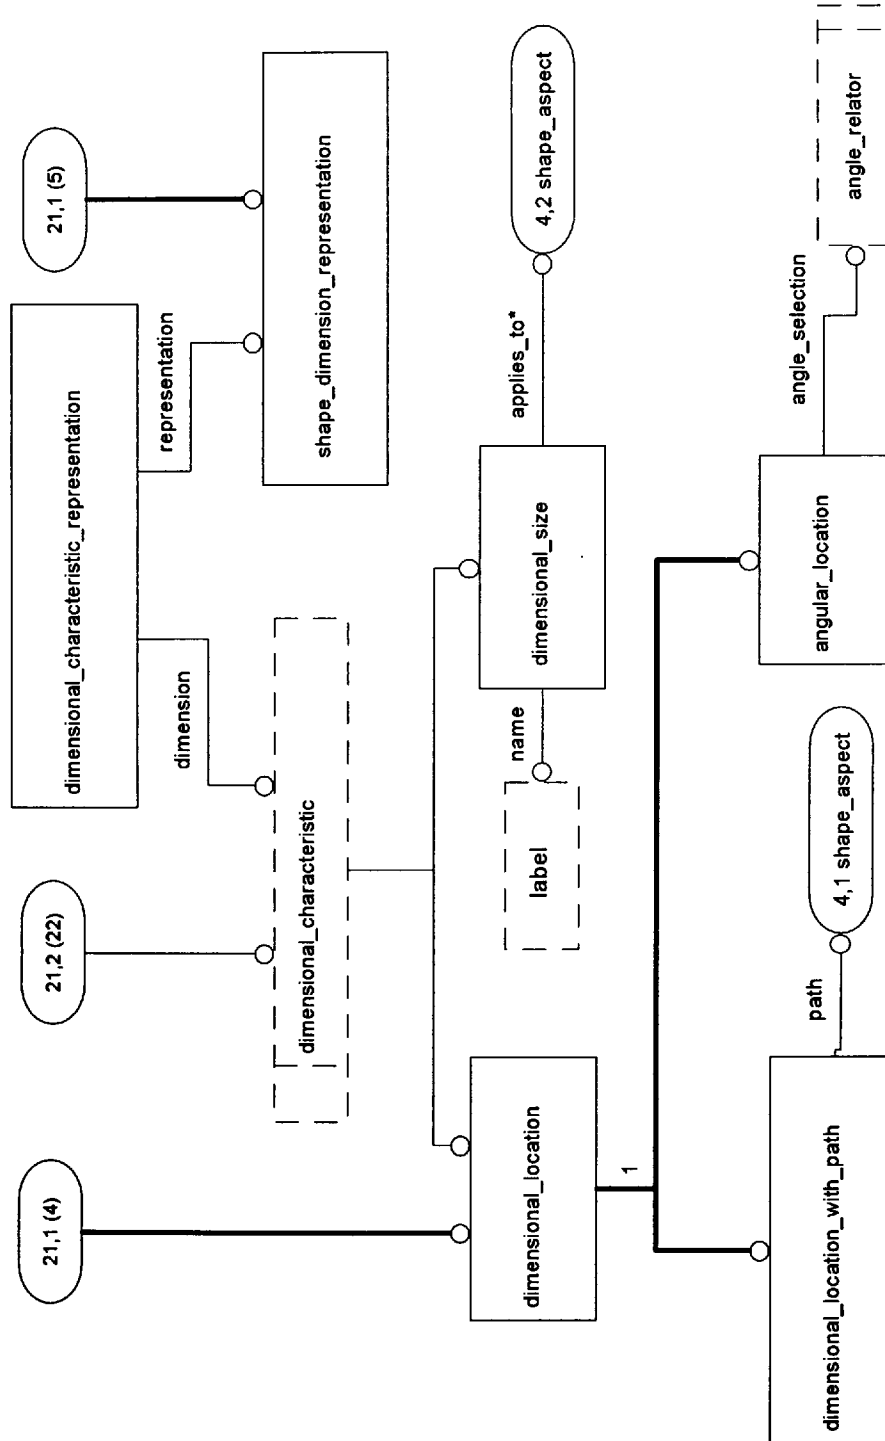 21,1 (4)
21,2 (22)
21,1 (5)
dimensional_characteristic_representation
dimension
representation
dimensional_characteristic
shape_dimension_representation
dimensional_location
label
name
dimensional_size
applies_to*
4,2 shape_aspect
1
dimensional_location_with_path
path
4,1 shape_aspect
angular_location
angle_selection
angle_relator